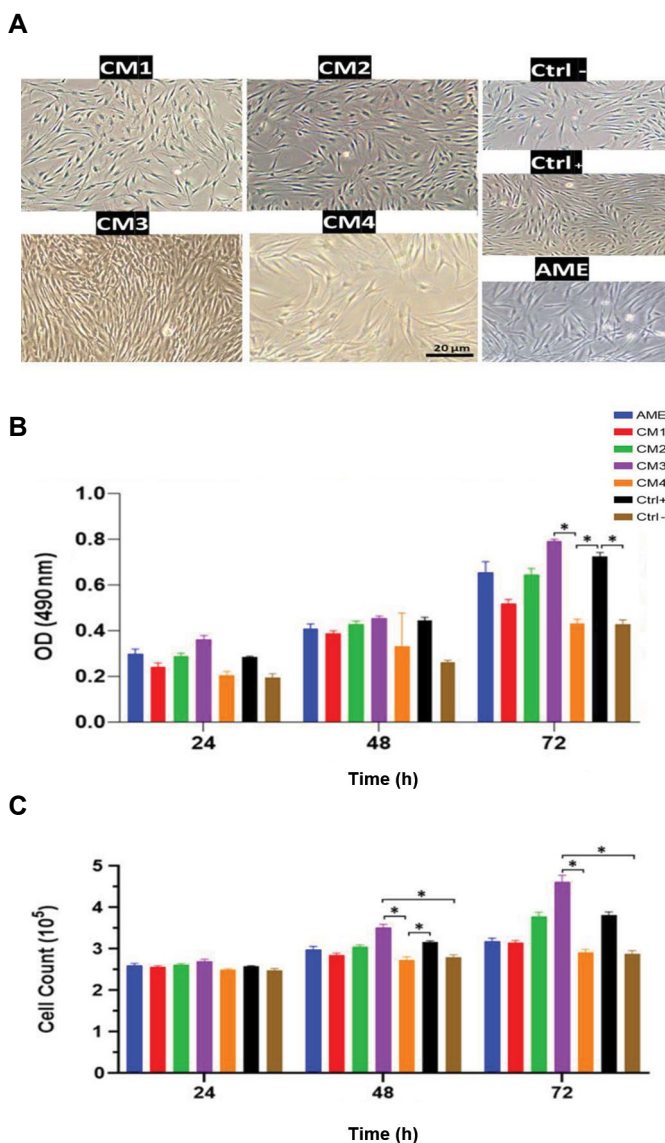 A
CM1
CM2
Ctrl -
Ctrl+
CM3
CM4
AME
20 µm
B
AME
CM1
CM2
CM3
CM4
Ctrl+
Ctrl-
1.0
0.8
0.6
0.4
0.2
0.0
OD (490nm)
* * *
24 48 72
Time (h)
C
5
4
3
2
1
0
Cell Count (10⁵)
* * * * *
24 48 72
Time (h)